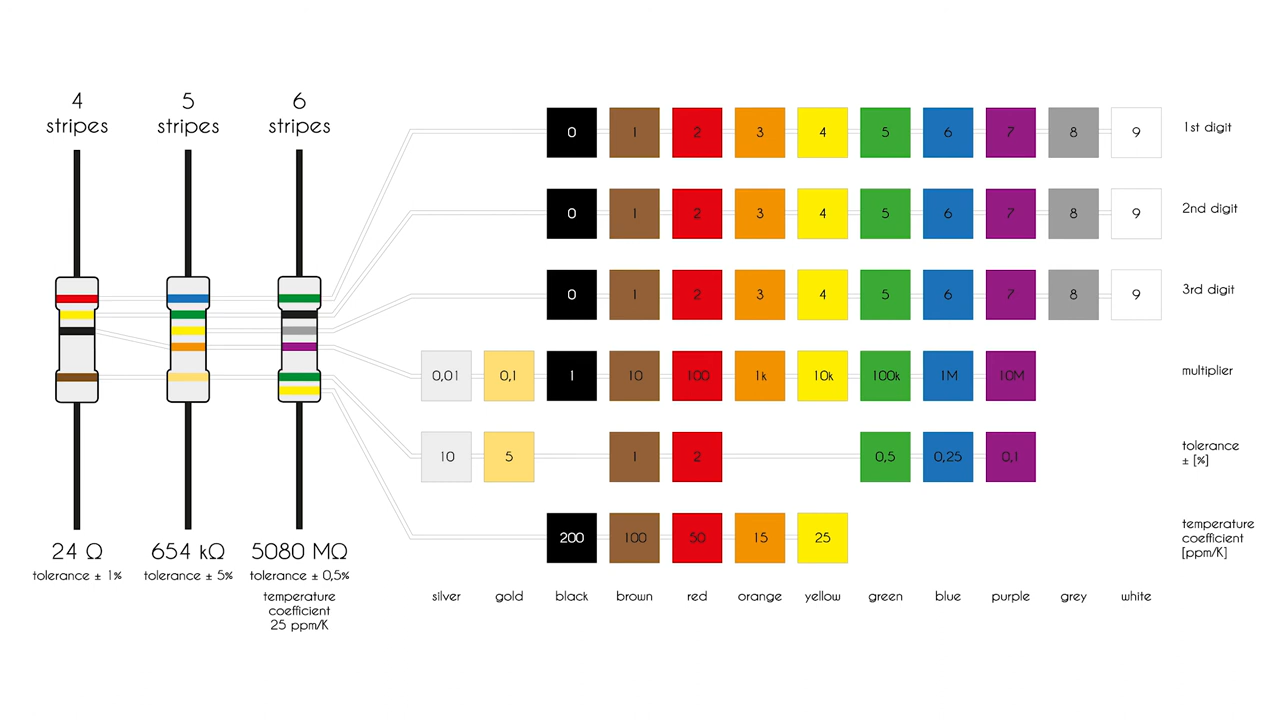 4
stripes
5
stripes
6
stripes
0 1 2 3 4 5 6 7 8 9 1st digit
0 1 2 3 4 5 6 7 8 9 2nd digit
0 1 2 3 4 5 6 7 8 9 3rd digit
0,01 0,1 1 10 100 1k 10k 100k 1M 10M multiplier
10 5 1 2 0,5 0,25 0,1 tolerance
± [%]
200 100 50 15 25 temperature
coefficient
[ppm/K]
24 Ω
tolerance ± 1%
654 kΩ
tolerance ± 5%
5080 MΩ
tolerance ± 0,5%
temperature
coefficient
25 ppm/K
silver gold black brown red orange yellow green blue purple grey white